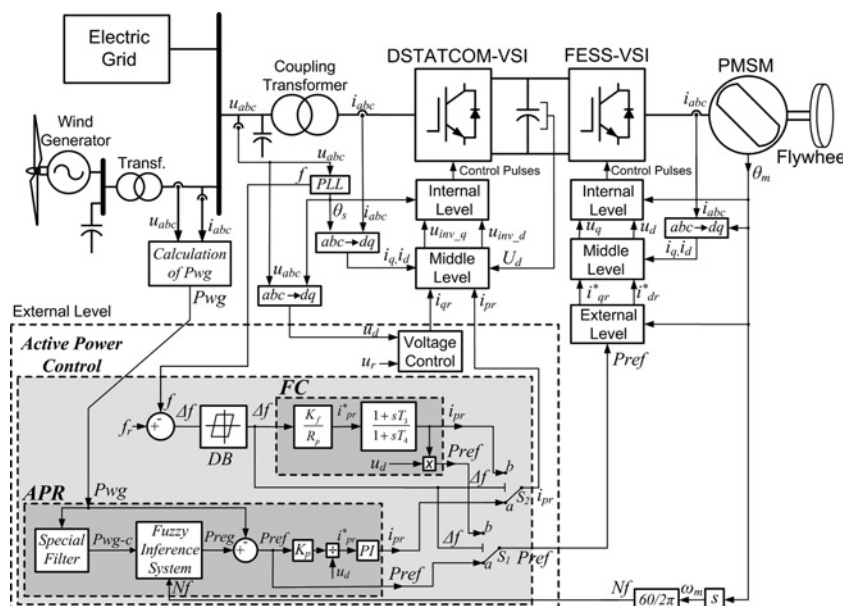 Electric
Grid
Wind
Generator
Transf.
u_abc
i_abc
Calculation
of Pwg
Pwg
u_abc
Coupling
Transformer
i_abc
DSTATCOM-VSI
FESS-VSI
PMSM
i_abc
Flywhee
θ_m
f
u_abc
PLL
θ_s
i_abc
abc→dq
i_q,i_d
u_abc
abc→dq
Control Pulses
Internal
Level
u_inv_q
u_inv_d
Middle
Level
U_d
i_qr
i_pr
Control Pulses
Internal
Level
u_q
u_d
Middle
Level
i_abc
abc→dq
i_q,i_d
i*_qr
i*_dr
External
Level
Pref
External Level
Active Power
Control
u_d
u_r
Voltage
Control
FC
f
f_r
+
-
Δf
DB
Δf
K_f
R_p
i*_pr
1+sT_3
1+sT_4
i_pr
u_d
x
Pref
Δf
b
a
S_2
i_pr
APR
Pwg
Special
Filter
Pwg-c
Fuzzy
Inference
System
Preg
+
-
Pref
K_p
i*_pr
÷
u_d
PI
i_pr
Pref
Δf
b
a
S_1
Pref
Nf
Nf
60/2π
ω_m
s